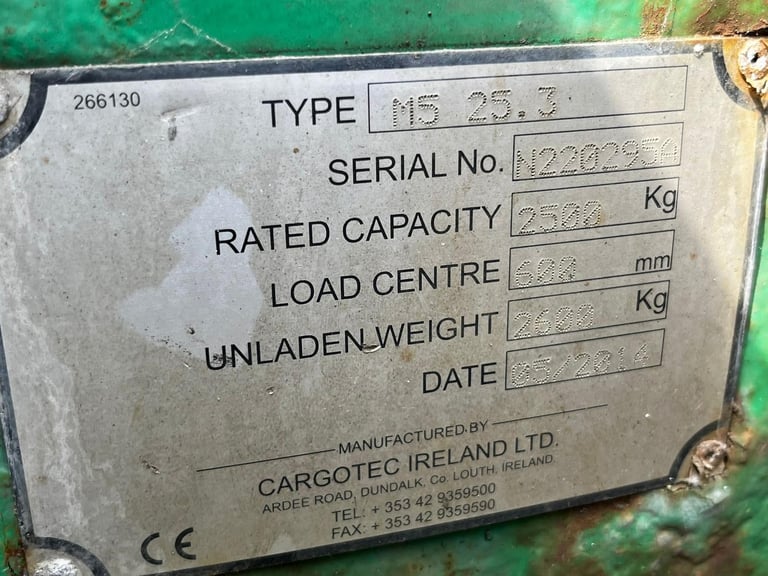 266130
TYPE M5 25.3
SERIAL No. N220295A
RATED CAPACITY 2500 Kg
LOAD CENTRE 600 mm
UNLADEN WEIGHT 2600 Kg
DATE 05/2014
MANUFACTURED BY
CARGOTEC IRELAND LTD.
ARDEE ROAD, DUNDALK, Co. LOUTH, IRELAND.
TEL: + 353 42 9359500
FAX: + 353 42 9359590
CE